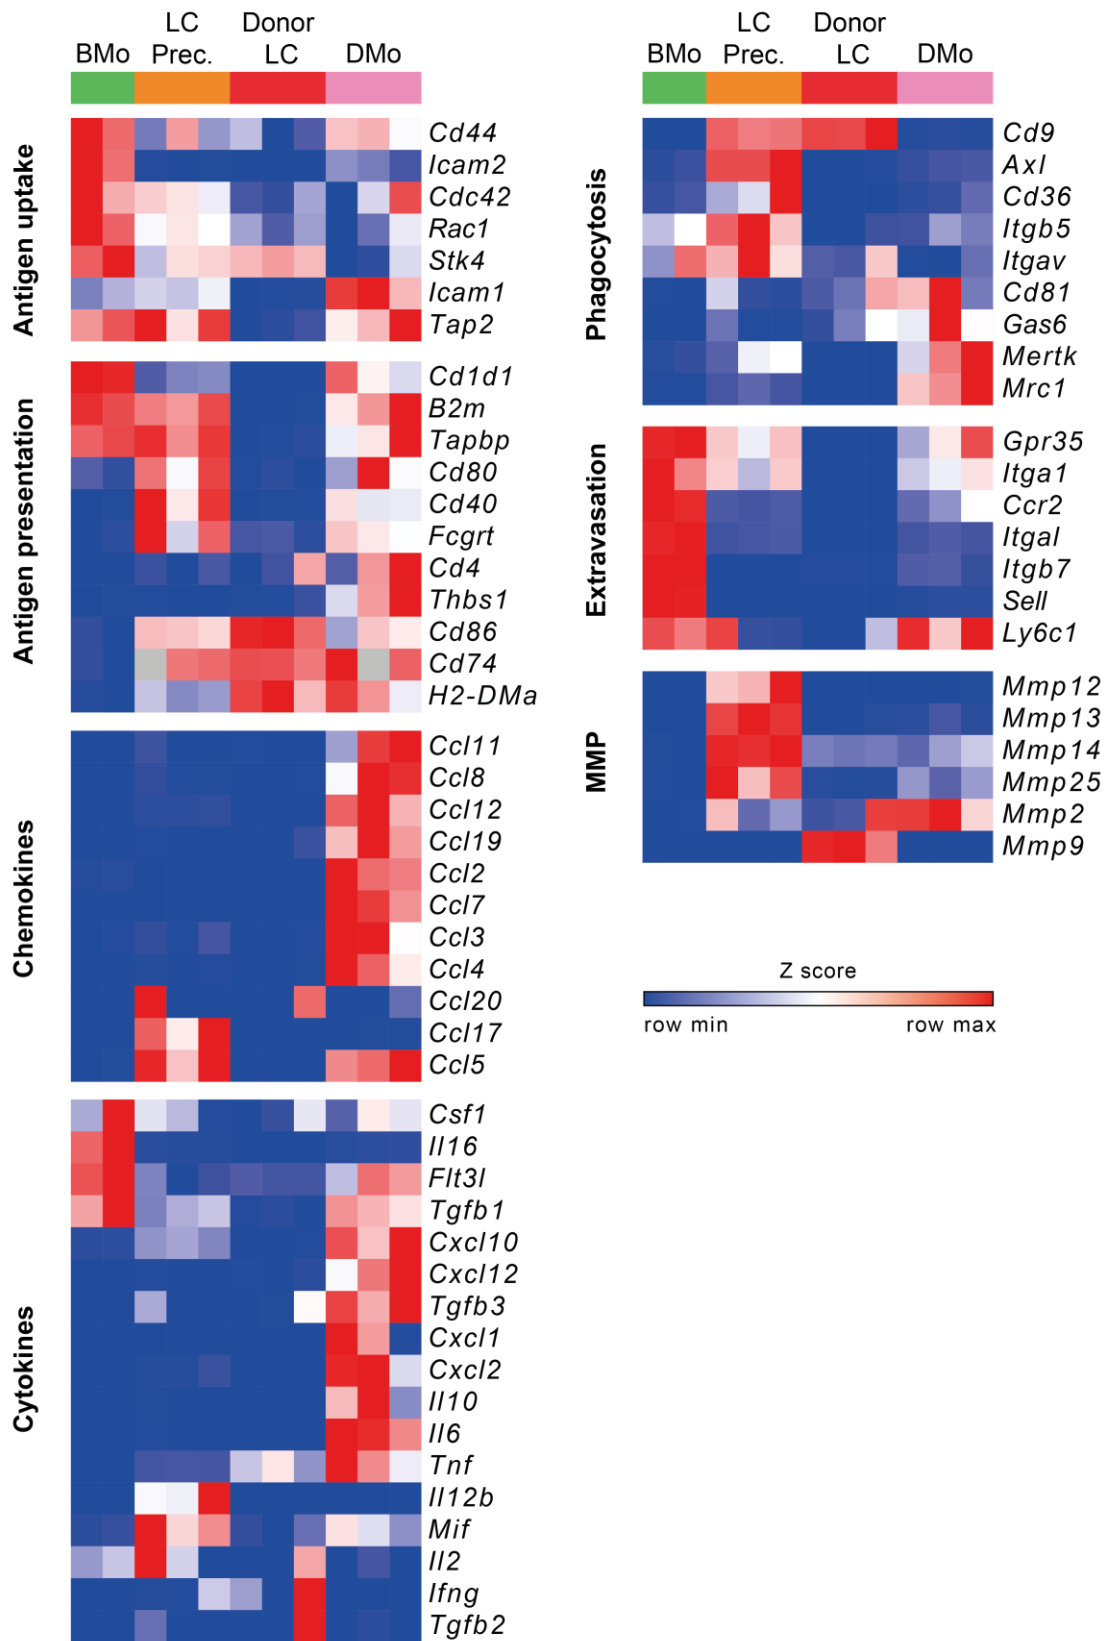 BMo
LC
Prec.
Donor
LC
DMo
Antigen uptake
Cd44
Icam2
Cdc42
Rac1
Stk4
Icam1
Tap2
Antigen presentation
Cd1d1
B2m
Tapbp
Cd80
Cd40
Fcgrt
Cd4
Thbs1
Cd86
Cd74
H2-DMa
Chemokines
Ccl11
Ccl8
Ccl12
Ccl19
Ccl2
Ccl7
Ccl3
Ccl4
Ccl20
Ccl17
Ccl5
Cytokines
Csf1
Il16
Flt3l
Tgfb1
Cxcl10
Cxcl12
Tgfb3
Cxcl1
Cxcl2
Il10
Il6
Tnf
Il12b
Mif
Il2
Ifng
Tgfb2
BMo
LC
Prec.
Donor
LC
DMo
Phagocytosis
Cd9
Axl
Cd36
Itgb5
Itgav
Cd81
Gas6
Mertk
Mrc1
Extravasation
Gpr35
Itga1
Ccr2
Itgal
Itgb7
Sell
Ly6c1
MMP
Mmp12
Mmp13
Mmp14
Mmp25
Mmp2
Mmp9
Z score
row min
row max